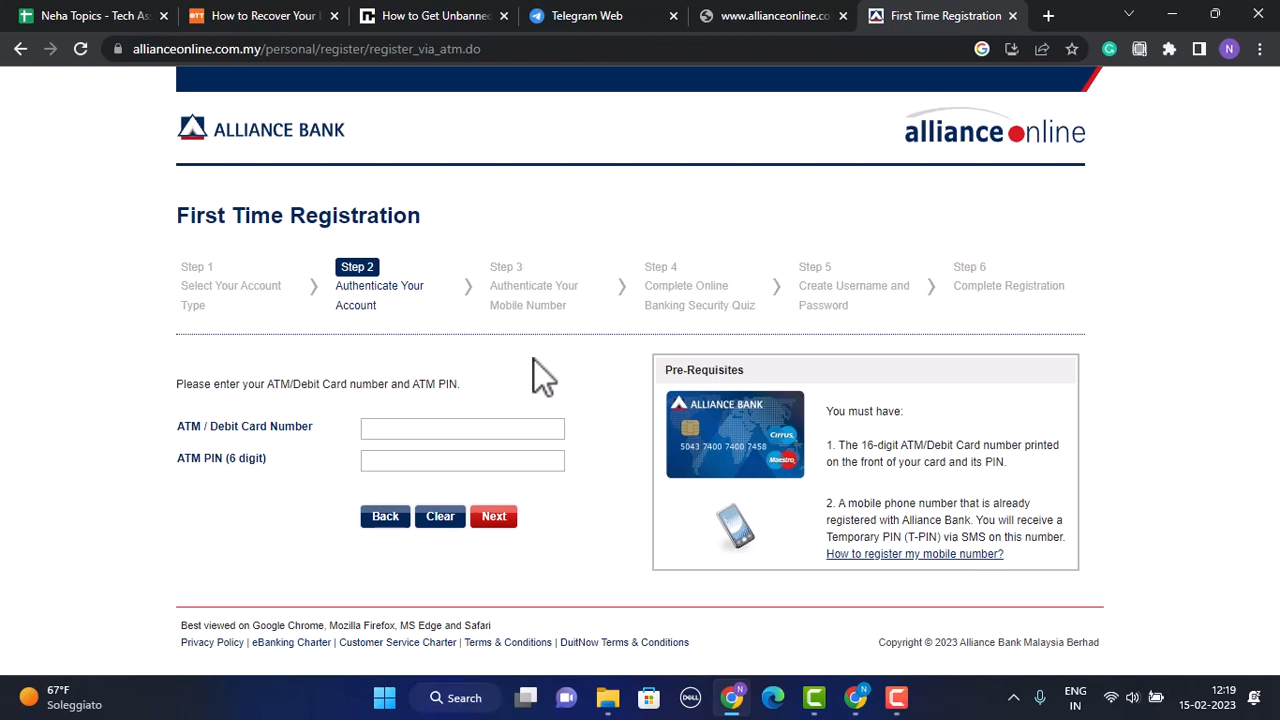 Neha Topics - Tech Ass
How to Recover Your
How to Get Unbanned
Telegram Web
www.allianceonline.co
First Time Registration
allianceonline.com.my/personal/register/register_via_atm.do
N
ALLIANCE BANK
alliance online
First Time Registration
Step 1
Select Your Account
Type
Step 2
Authenticate Your
Account
Step 3
Authenticate Your
Mobile Number
Step 4
Complete Online
Banking Security Quiz
Step 5
Create Username and
Password
Step 6
Complete Registration
Please enter your ATM/Debit Card number and ATM PIN.
ATM / Debit Card Number
ATM PIN (6 digit)
Back
Clear
Next
Pre-Requisites
ALLIANCE BANK
5043 7400 7400 7458
Cirrus
Maestro
You must have:
1. The 16-digit ATM/Debit Card number printed
on the front of your card and its PIN.
2. A mobile phone number that is already
registered with Alliance Bank. You will receive a
Temporary PIN (T-PIN) via SMS on this number.
How to register my mobile number?
Best viewed on Google Chrome, Mozilla Firefox, MS Edge and Safari
Privacy Policy | eBanking Charter | Customer Service Charter | Terms & Conditions | DuitNow Terms & Conditions
Copyright © 2023 Alliance Bank Malaysia Berhad
67°F
Soleggiato
Search
DELL
ENG
IN
12:19
15-02-2023